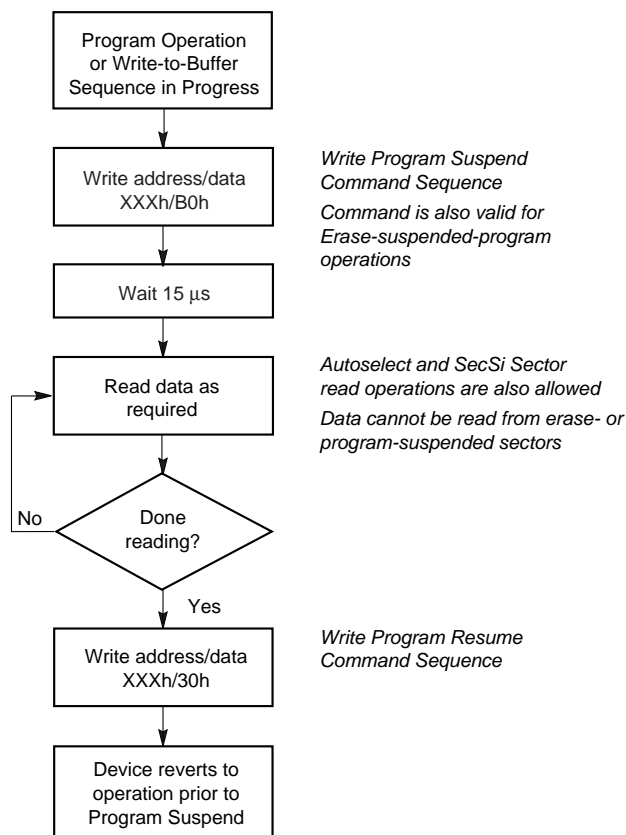 Program Operation
or Write-to-Buffer
Sequence in Progress
Write address/data
XXXh/B0h
Write Program Suspend
Command Sequence
Command is also valid for
Erase-suspended-program
operations
Wait 15 μs
Read data as
required
Autoselect and SecSi Sector
read operations are also allowed
Data cannot be read from erase- or
program-suspended sectors
No
Done
reading?
Yes
Write address/data
XXXh/30h
Write Program Resume
Command Sequence
Device reverts to
operation prior to
Program Suspend